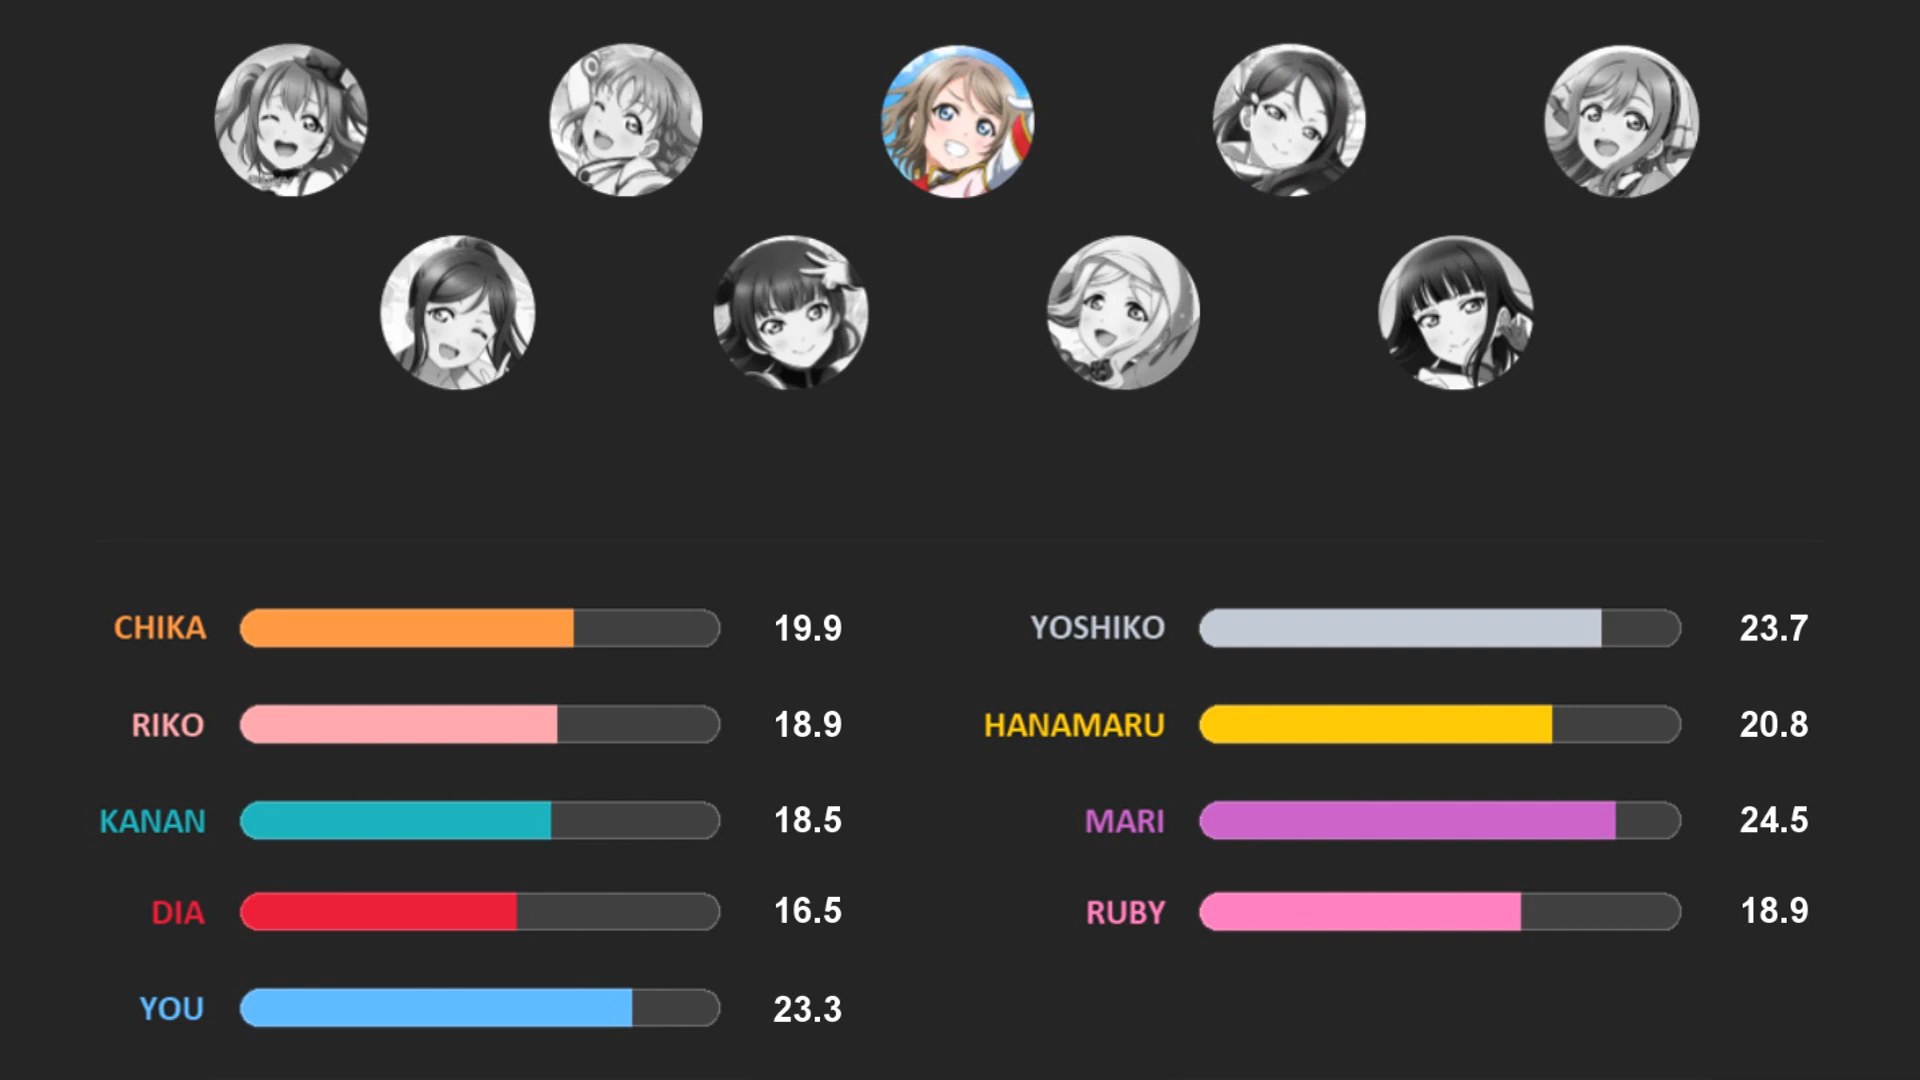 CHIKA 19.9
RIKO 18.9
KANAN 18.5
DIA 16.5
YOU 23.3
YOSHIKO 23.7
HANAMARU 20.8
MARI 24.5
RUBY 18.9